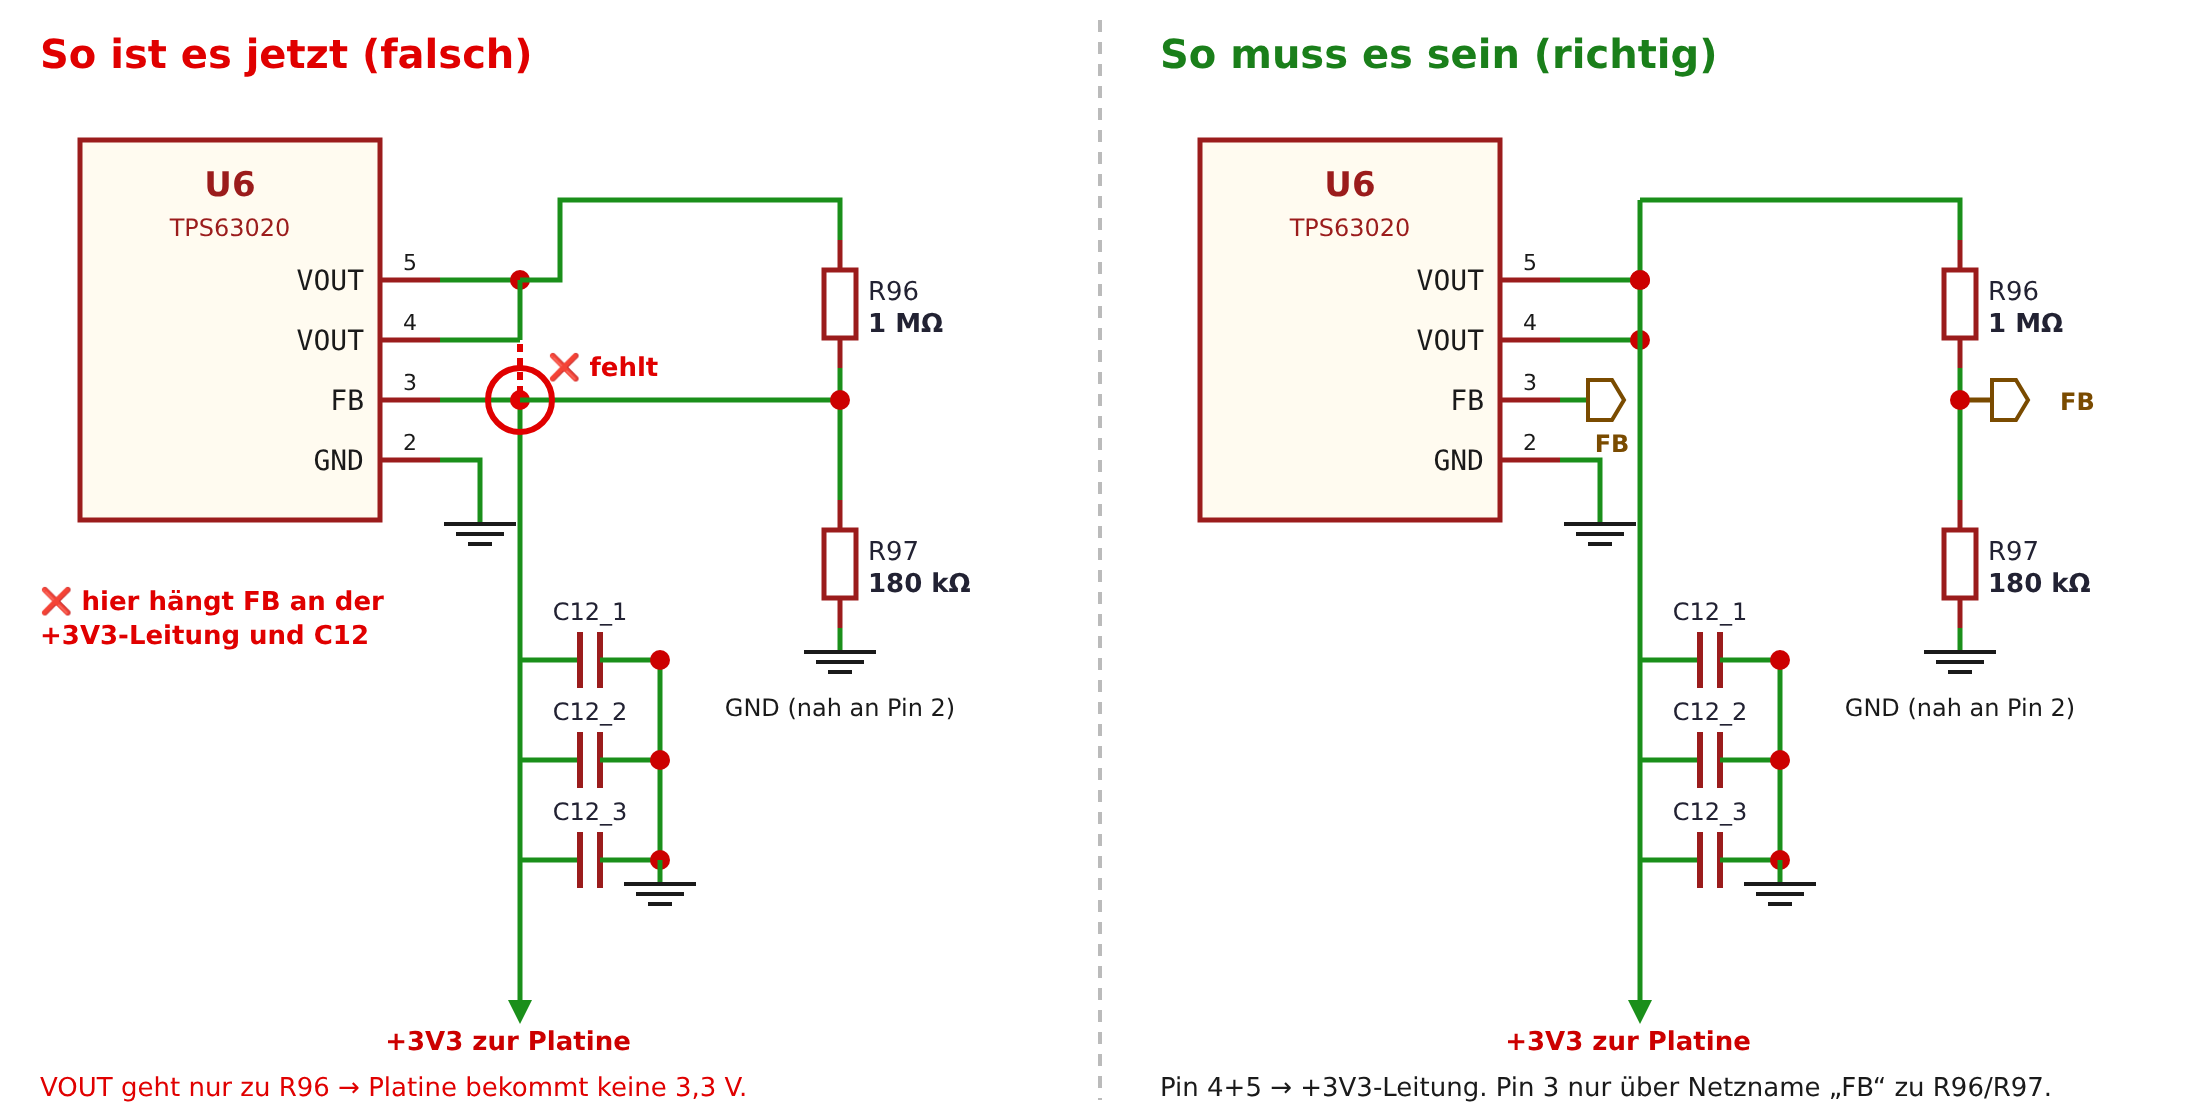 So ist es jetzt (falsch)
U6
TPS63020
VOUT 5
VOUT 4
FB 3
GND 2
❌ fehlt
R96
1 MΩ
R97
180 kΩ
❌ hier hängt FB an der
+3V3-Leitung und C12
C12_1
C12_2
C12_3
GND (nah an Pin 2)
+3V3 zur Platine
VOUT geht nur zu R96 → Platine bekommt keine 3,3 V.
So muss es sein (richtig)
U6
TPS63020
VOUT 5
VOUT 4
FB 3
FB
GND 2
R96
1 MΩ
FB
R97
180 kΩ
C12_1
C12_2
C12_3
GND (nah an Pin 2)
+3V3 zur Platine
Pin 4+5 → +3V3-Leitung. Pin 3 nur über Netzname „FB“ zu R96/R97.